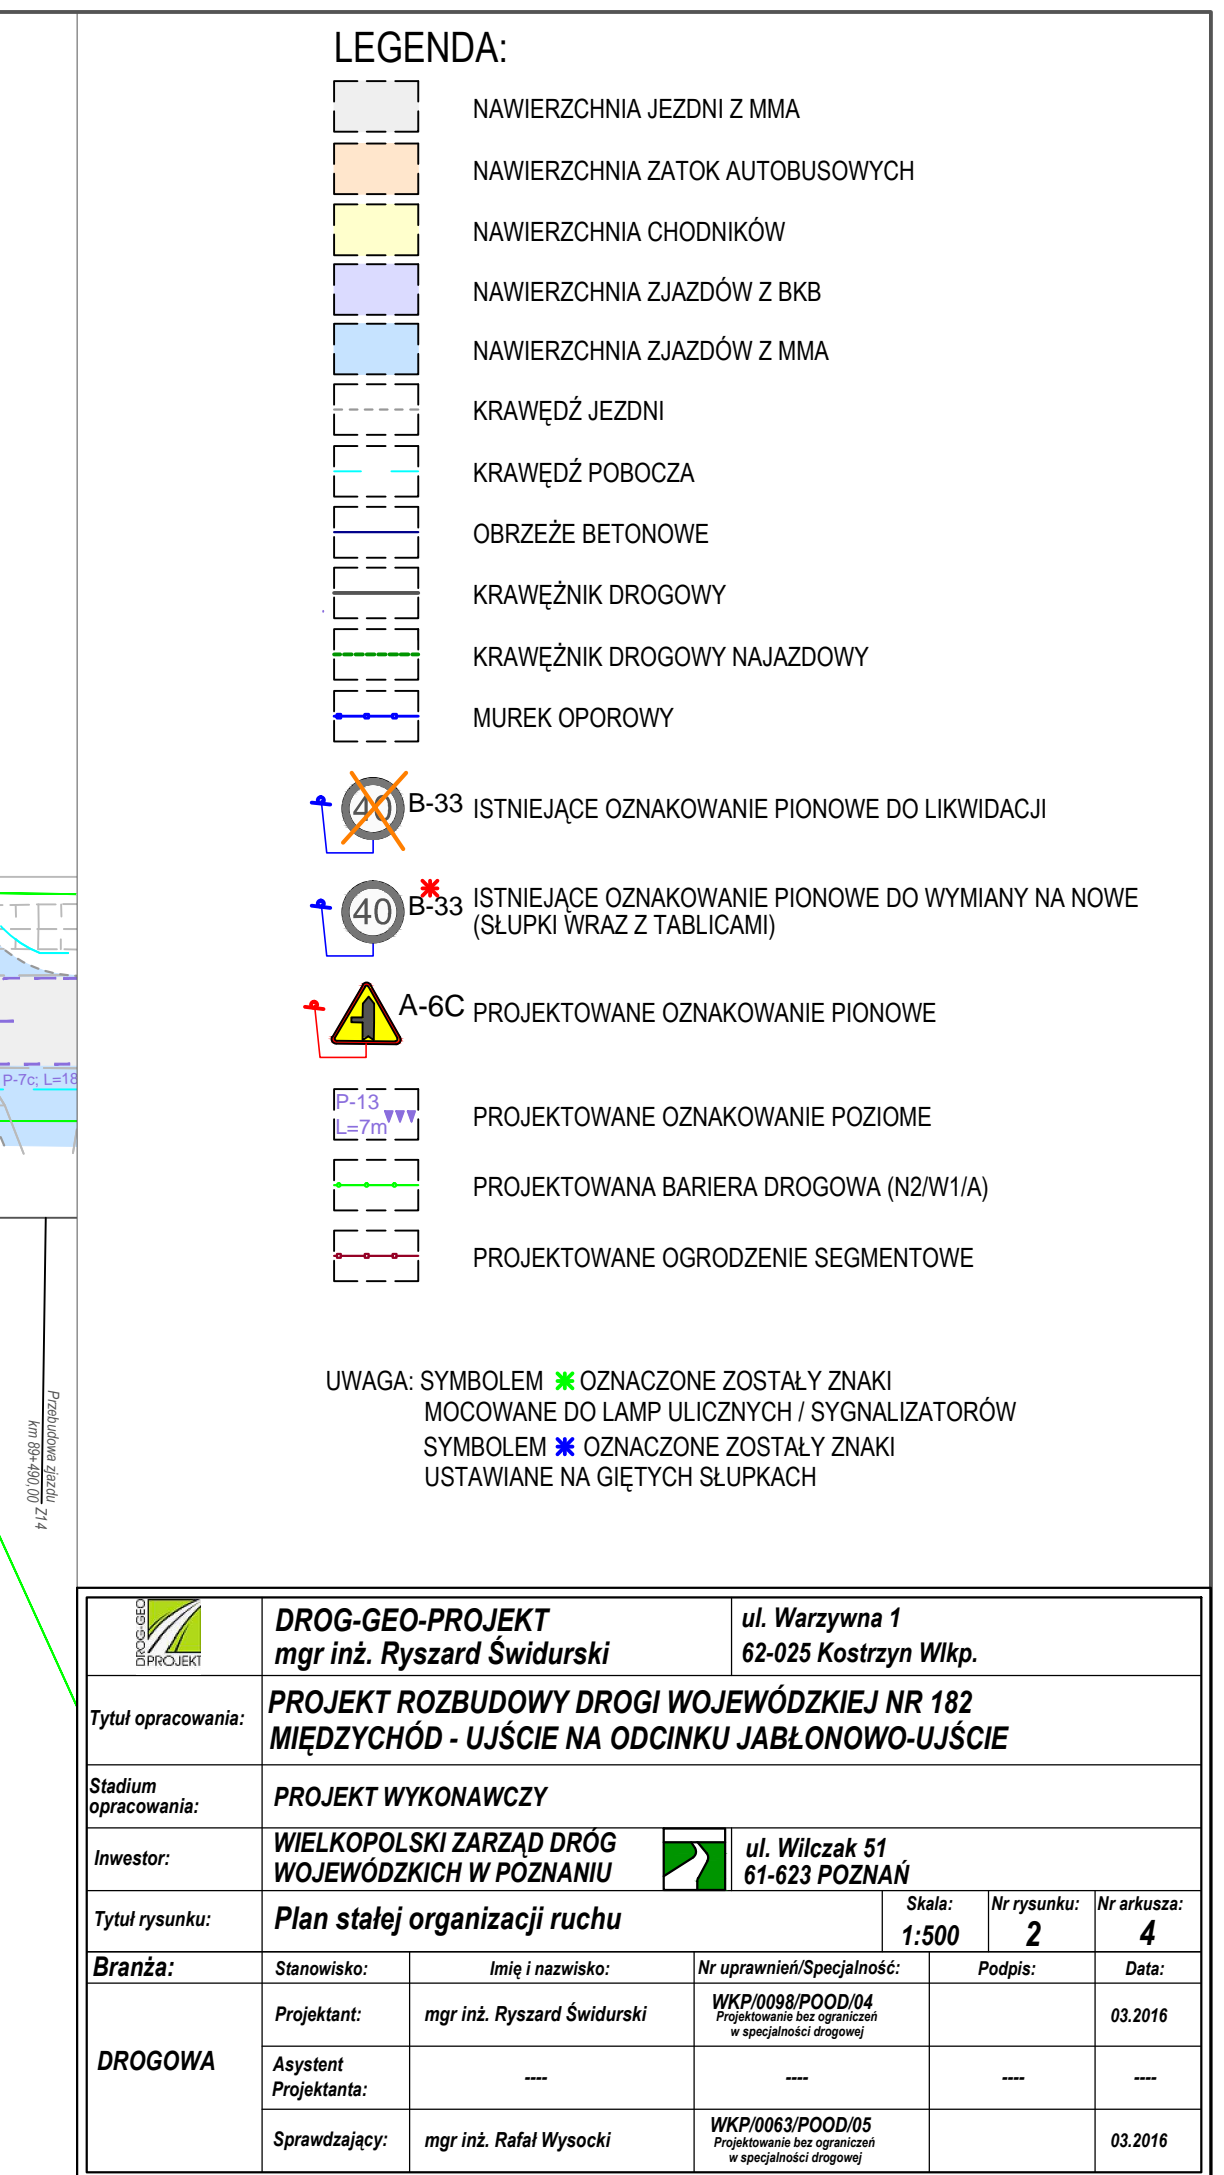 LEGENDA:
NAWIERZCHNIA JEZDNI Z MMA
NAWIERZCHNIA ZATOK AUTOBUSOWYCH
NAWIERZCHNIA CHODNIKÓW
NAWIERZCHNIA ZJAZDÓW Z BKB
NAWIERZCHNIA ZJAZDÓW Z MMA
KRAWĘDŹ JEZDNI
KRAWĘDŹ POBOCZA
OBRZEŻE BETONOWE
KRAWĘŻNIK DROGOWY
KRAWĘŻNIK DROGOWY NAJAZDOWY
MUREK OPOROWY
40 B-33 ISTNIEJĄCE OZNAKOWANIE PIONOWE DO LIKWIDACJI
40 B-33 ISTNIEJĄCE OZNAKOWANIE PIONOWE DO WYMIANY NA NOWE
(SŁUPKI WRAZ Z TABLICAMI)
A-6C PROJEKTOWANE OZNAKOWANIE PIONOWE
P-7c; L=18
P-13
L=7m
PROJEKTOWANE OZNAKOWANIE POZIOME
PROJEKTOWANA BARIERA DROGOWA (N2/W1/A)
PROJEKTOWANE OGRODZENIE SEGMENTOWE
UWAGA: SYMBOLEM OZNACZONE ZOSTAŁY ZNAKI
MOCOWANE DO LAMP ULICZNYCH / SYGNALIZATORÓW
SYMBOLEM OZNACZONE ZOSTAŁY ZNAKI
USTAWIANE NA GIĘTYCH SŁUPKACH
Przebudowa zjazdu
km 89+490,00
Z14
DROG-GEO
PROJEKT
DROG-GEO-PROJEKT
mgr inż. Ryszard Świdurski
ul. Warzywna 1
62-025 Kostrzyn Wlkp.
Tytuł opracowania:
PROJEKT ROZBUDOWY DROGI WOJEWÓDZKIEJ NR 182
MIĘDZYCHÓD - UJŚCIE NA ODCINKU JABŁONOWO-UJŚCIE
Stadium
opracowania:
PROJEKT WYKONAWCZY
Inwestor:
WIELKOPOLSKI ZARZĄD DRÓG
WOJEWÓDZKICH W POZNANIU
ul. Wilczak 51
61-623 POZNAŃ
Tytuł rysunku:
Plan stałej organizacji ruchu
Skala:
1:500
Nr rysunku:
2
Nr arkusza:
4
Branża:
Stanowisko:
Imię i nazwisko:
Nr uprawnień/Specjalność:
Podpis:
Data:
DROGOWA
Projektant:
mgr inż. Ryszard Świdurski
WKP/0098/POOD/04
Projektowanie bez ograniczeń
w specjalności drogowej
03.2016
Asystent
Projektanta:
----
----
----
----
Sprawdzający:
mgr inż. Rafał Wysocki
WKP/0063/POOD/05
Projektowanie bez ograniczeń
w specjalności drogowej
03.2016